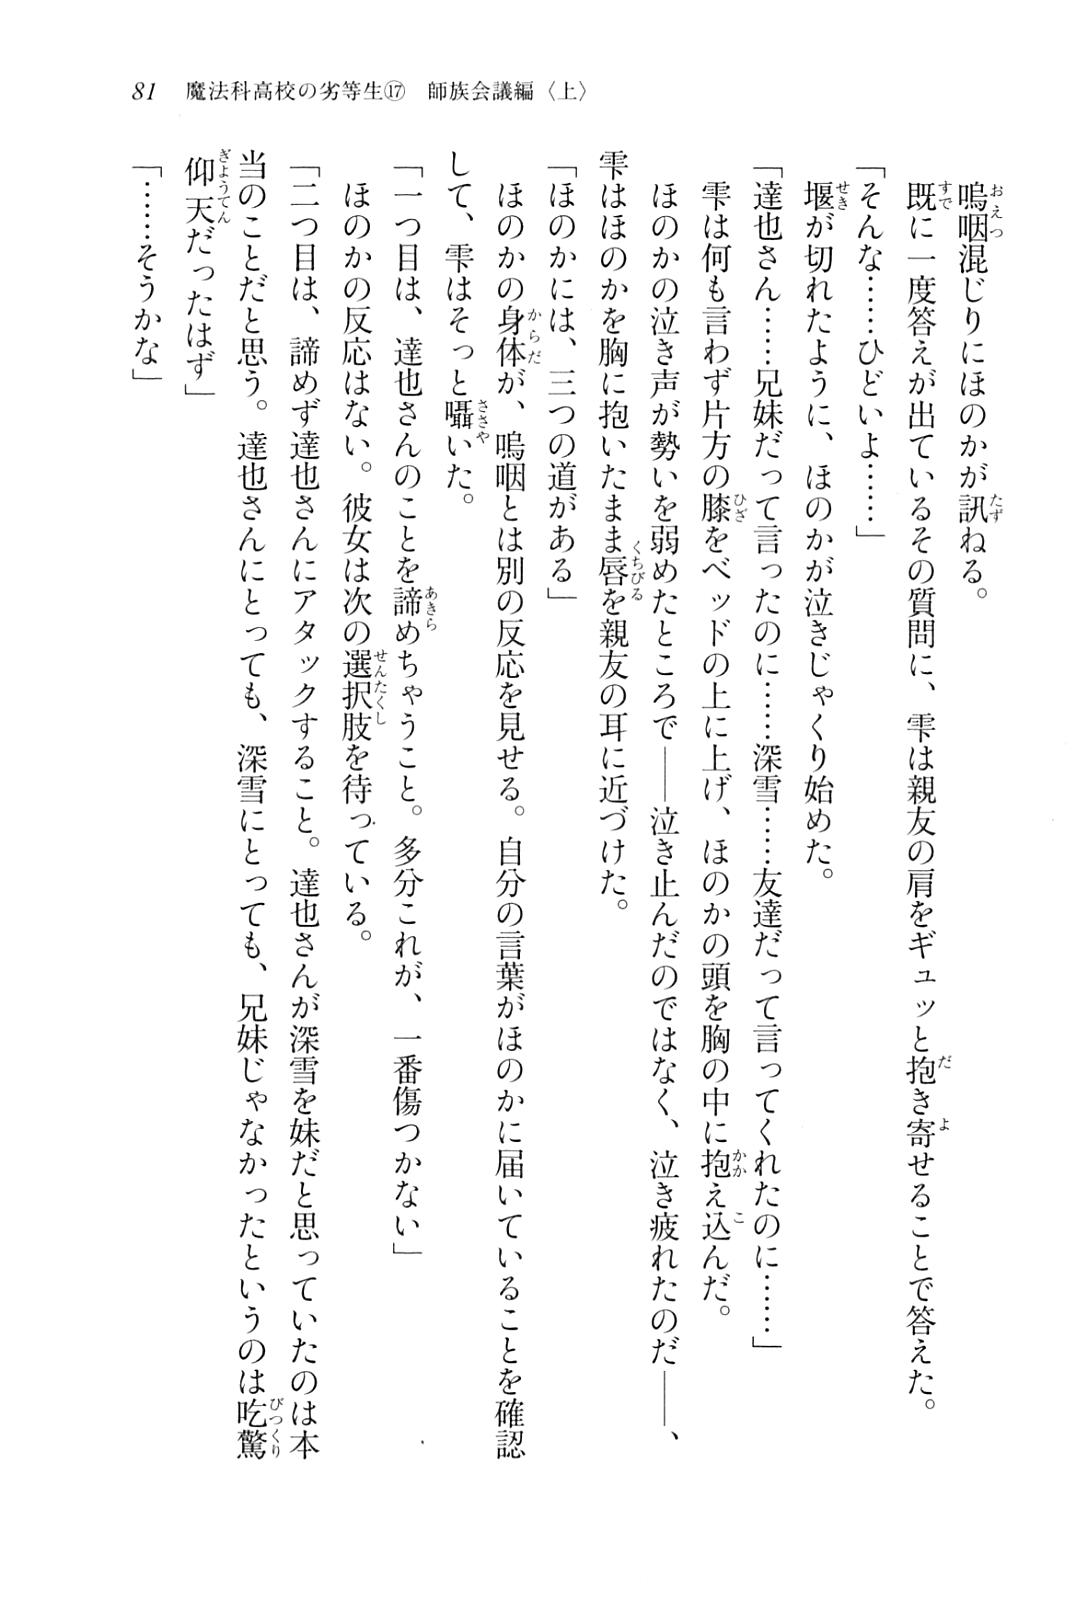 81 魔法科高校の劣等生⑰ 師族会議編〈上〉
嗚咽混じりにほのかが訊ねる。
既に一度答えが出ているその質問に、雫は親友の肩をギュッと抱き寄せることで答えた。
「そんな……ひどいよ……」
堰が切れたように、ほのかが泣きじゃくり始めた。
「達也さん……兄妹だって言ったのに……深雪……友達だって言ってくれたのに……」
雫は何も言わず片方の膝をベッドの上に上げ、ほのかの頭を胸の中に抱え込んだ。
ほのかの泣き声が勢いを弱めたところで――泣き止んだのではなく、泣き疲れたのだ――、
雫はほのかを胸に抱いたまま唇を親友の耳に近づけた。
「ほのかには、三つの道がある」
ほのかの身体が、嗚咽とは別の反応を見せる。自分の言葉がほのかに届いていることを確認
して、雫はそっと囁いた。
「一つ目は、達也さんのことを諦めちゃうこと。多分これが、一番傷つかない」
ほのかの反応はない。彼女は次の選択肢を待っている。
「二つ目は、諦めず達也さんにアタックすること。達也さんが深雪を妹だと思っていたのは本
当のことだと思う。達也さんにとっても、深雪にとっても、兄妹じゃなかったというのは吃驚
仰天だったはず」
「……そうかな」